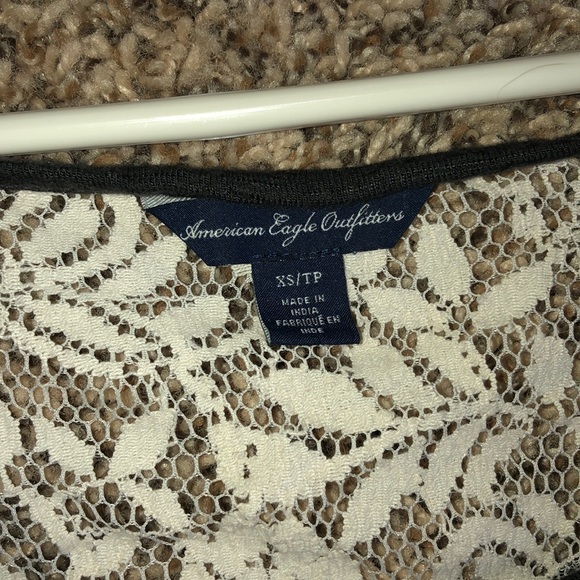 American Eagle Outfitters
XS/TP
MADE IN
INDIA
FABRIQUÉ EN
INDE